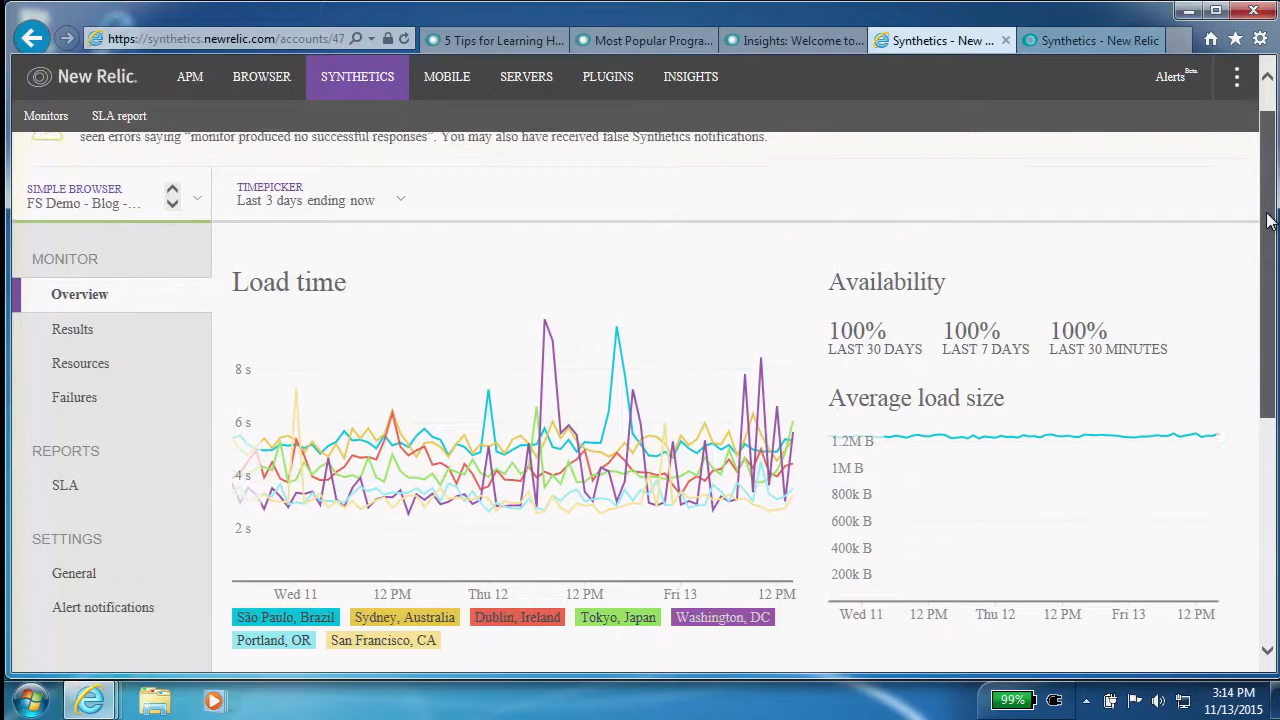 https://synthetics.newrelic.com/accounts/47
5 Tips for Learning H...
Most Popular Progra...
Insights: Welcome to...
Synthetics - New ...
Synthetics - New Relic
New Relic.
APM
BROWSER
SYNTHETICS
MOBILE
SERVERS
PLUGINS
INSIGHTS
Alerts Beta
Monitors
SLA report
seen errors saying “monitor produced no successful responses”. You may also have received false Synthetics notifications.
SIMPLE BROWSER
FS Demo - Blog -...
TIMEPICKER
Last 3 days ending now
MONITOR
Overview
Results
Resources
Failures
REPORTS
SLA
SETTINGS
General
Alert notifications
Load time
8 s
6 s
4 s
2 s
Wed 11
12 PM
Thu 12
12 PM
Fri 13
12 PM
São Paulo, Brazil
Sydney, Australia
Dublin, Ireland
Tokyo, Japan
Washington, DC
Portland, OR
San Francisco, CA
Availability
100%
LAST 30 DAYS
100%
LAST 7 DAYS
100%
LAST 30 MINUTES
Average load size
1.2M B
1M B
800k B
600k B
400k B
200k B
Wed 11
12 PM
Thu 12
12 PM
Fri 13
12 PM
99%
3:14 PM
11/13/2015